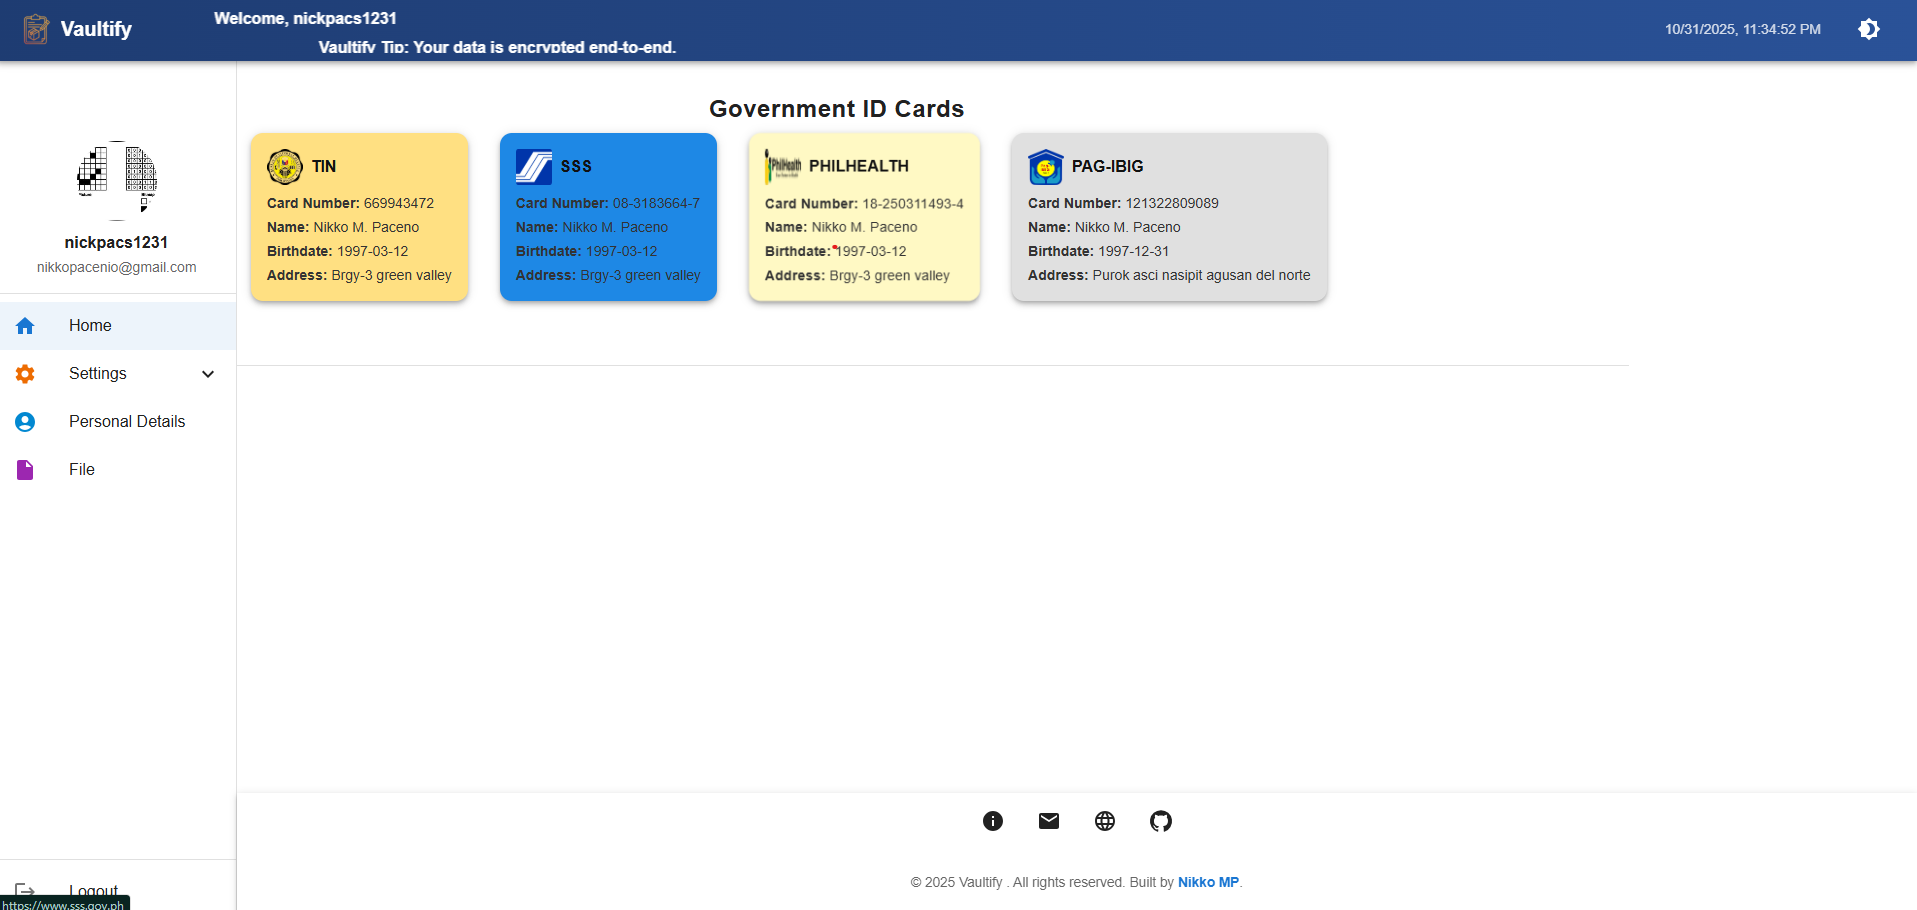 Vaultify
Welcome, nickpacs1231
Vaultify Tip: Your data is encrypted end-to-end.
10/31/2025, 11:34:52 PM
nickpacs1231
nikkopacenio@gmail.com
Home
Settings
Personal Details
File
Logout
https://www.sss.gov.ph
Government ID Cards
TIN
Card Number: 669943472
Name: Nikko M. Paceno
Birthdate: 1997-03-12
Address: Brgy-3 green valley
SSS
Card Number: 08-3183664-7
Name: Nikko M. Paceno
Birthdate: 1997-03-12
Address: Brgy-3 green valley
PhilHealth
PHILHEALTH
Card Number: 18-250311493-4
Name: Nikko M. Paceno
Birthdate: 1997-03-12
Address: Brgy-3 green valley
PAG-IBIG
Card Number: 121322809089
Name: Nikko M. Paceno
Birthdate: 1997-12-31
Address: Purok asci nasipit agusan del norte
© 2025 Vaultify . All rights reserved. Built by Nikko MP.